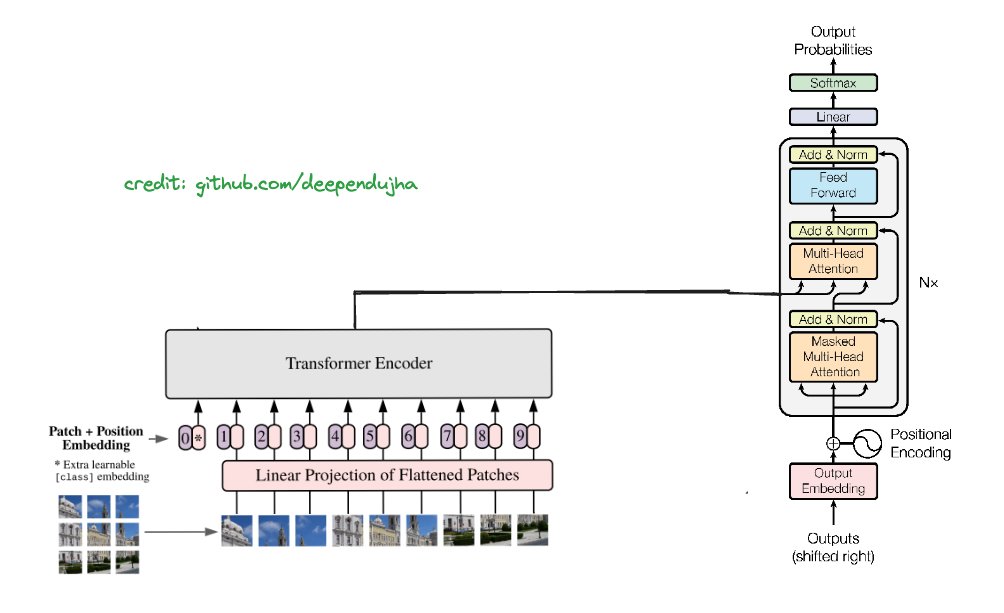 Output
Probabilities
Softmax
Linear
Add & Norm
Feed
Forward
Add & Norm
Multi-Head
Attention
Nx
Add & Norm
Masked
Multi-Head
Attention
Positional
Encoding
Output
Embedding
Outputs
(shifted right)
credit: github.com/deependujha
Transformer Encoder
Patch + Position
Embedding
0 * 1 2 3 4 5 6 7 8 9
* Extra learnable
[class] embedding
Linear Projection of Flattened Patches